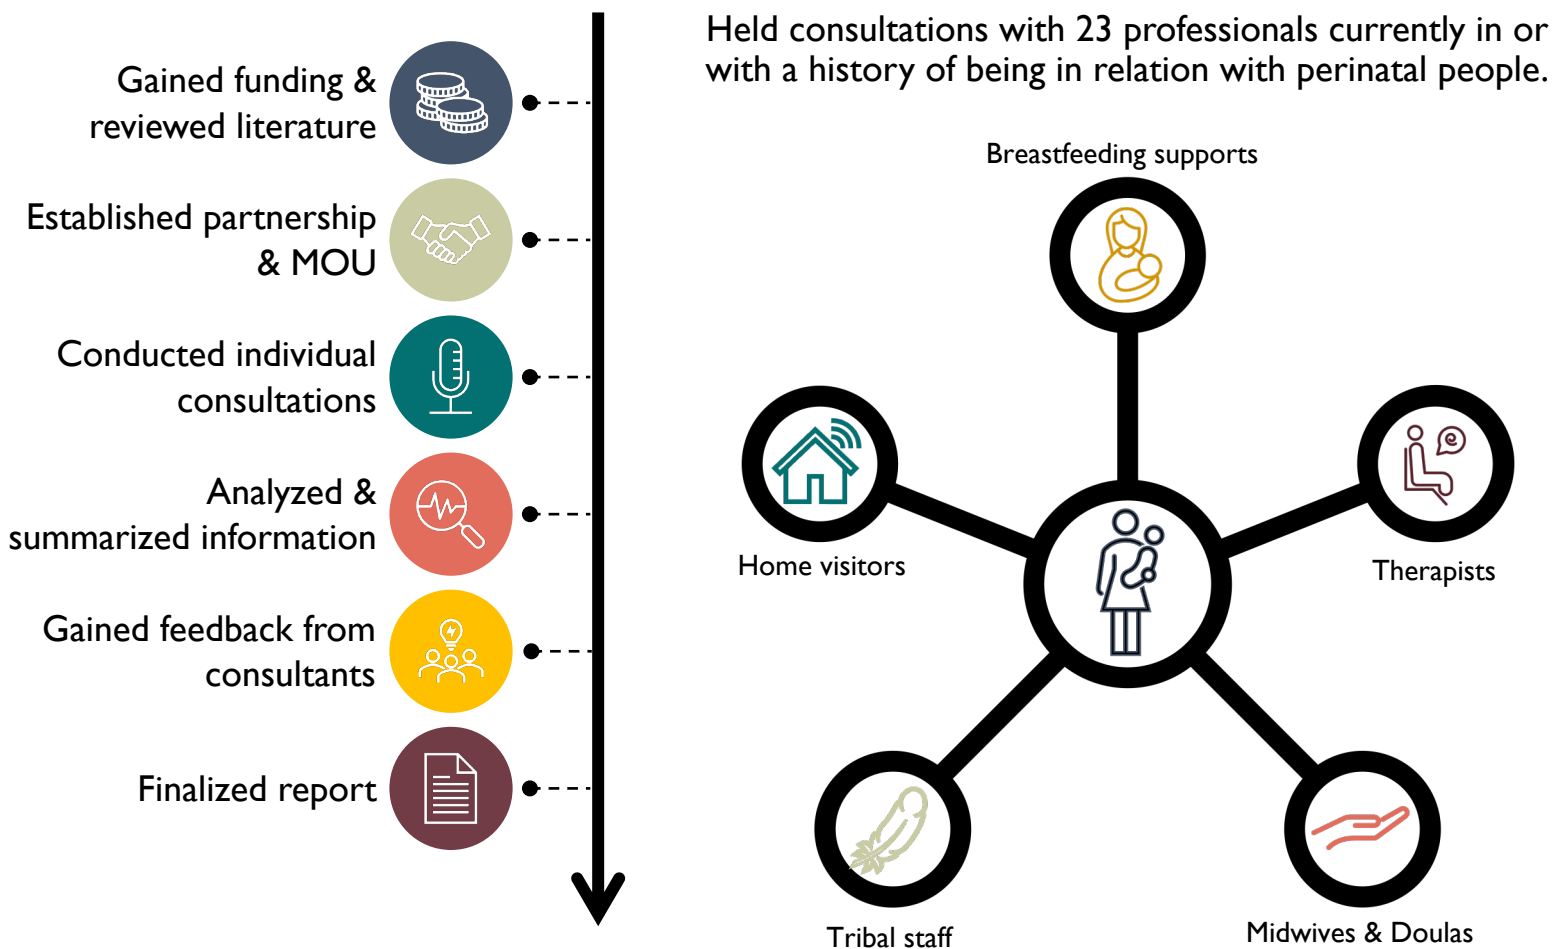 Gained funding &
reviewed literature
Established partnership
& MOU
Conducted individual
consultations
Analyzed &
summarized information
Gained feedback from
consultants
Finalized report
Held consultations with 23 professionals currently in or
with a history of being in relation with perinatal people.
Breastfeeding supports
Home visitors
Therapists
Tribal staff
Midwives & Doulas